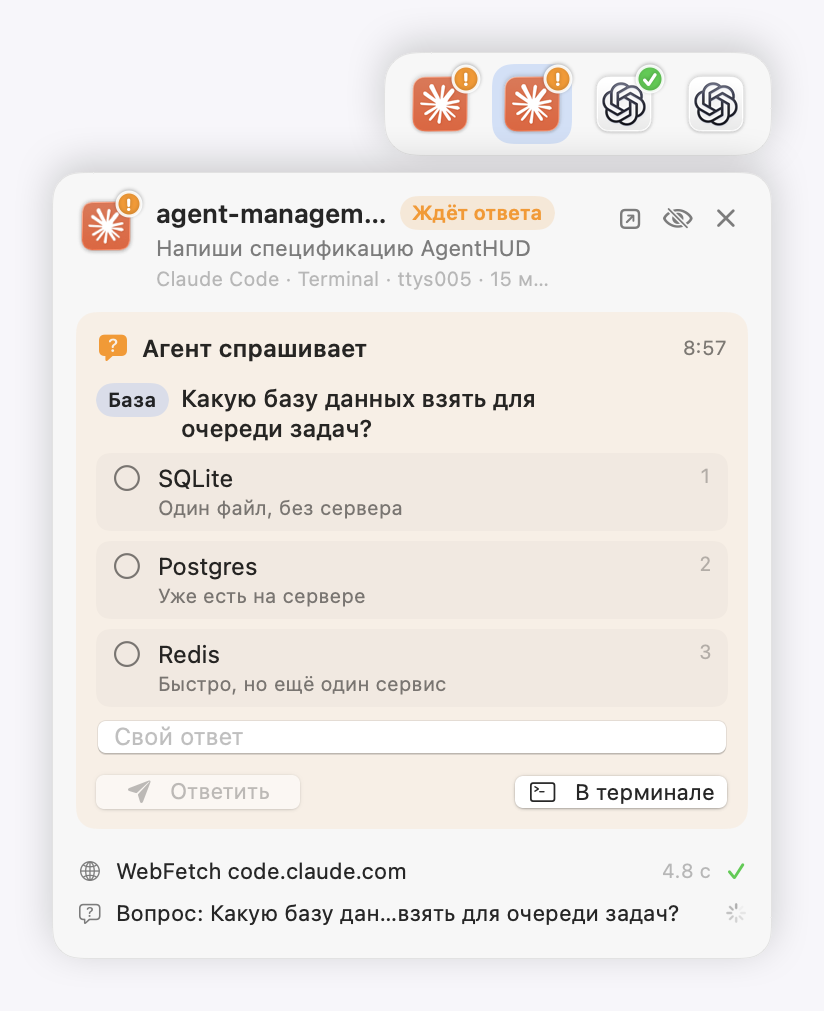 agent-managem... Ждёт ответа
Напиши спецификацию AgentHUD
Claude Code · Terminal · ttys005 · 15 м...
Агент спрашивает 8:57
База Какую базу данных взять для
очереди задач?
SQLite 1
Один файл, без сервера
Postgres 2
Уже есть на сервере
Redis 3
Быстро, но ещё один сервис
Свой ответ
Ответить В терминале
WebFetch code.claude.com 4.8 с
Вопрос: Какую базу дан...взять для очереди задач?